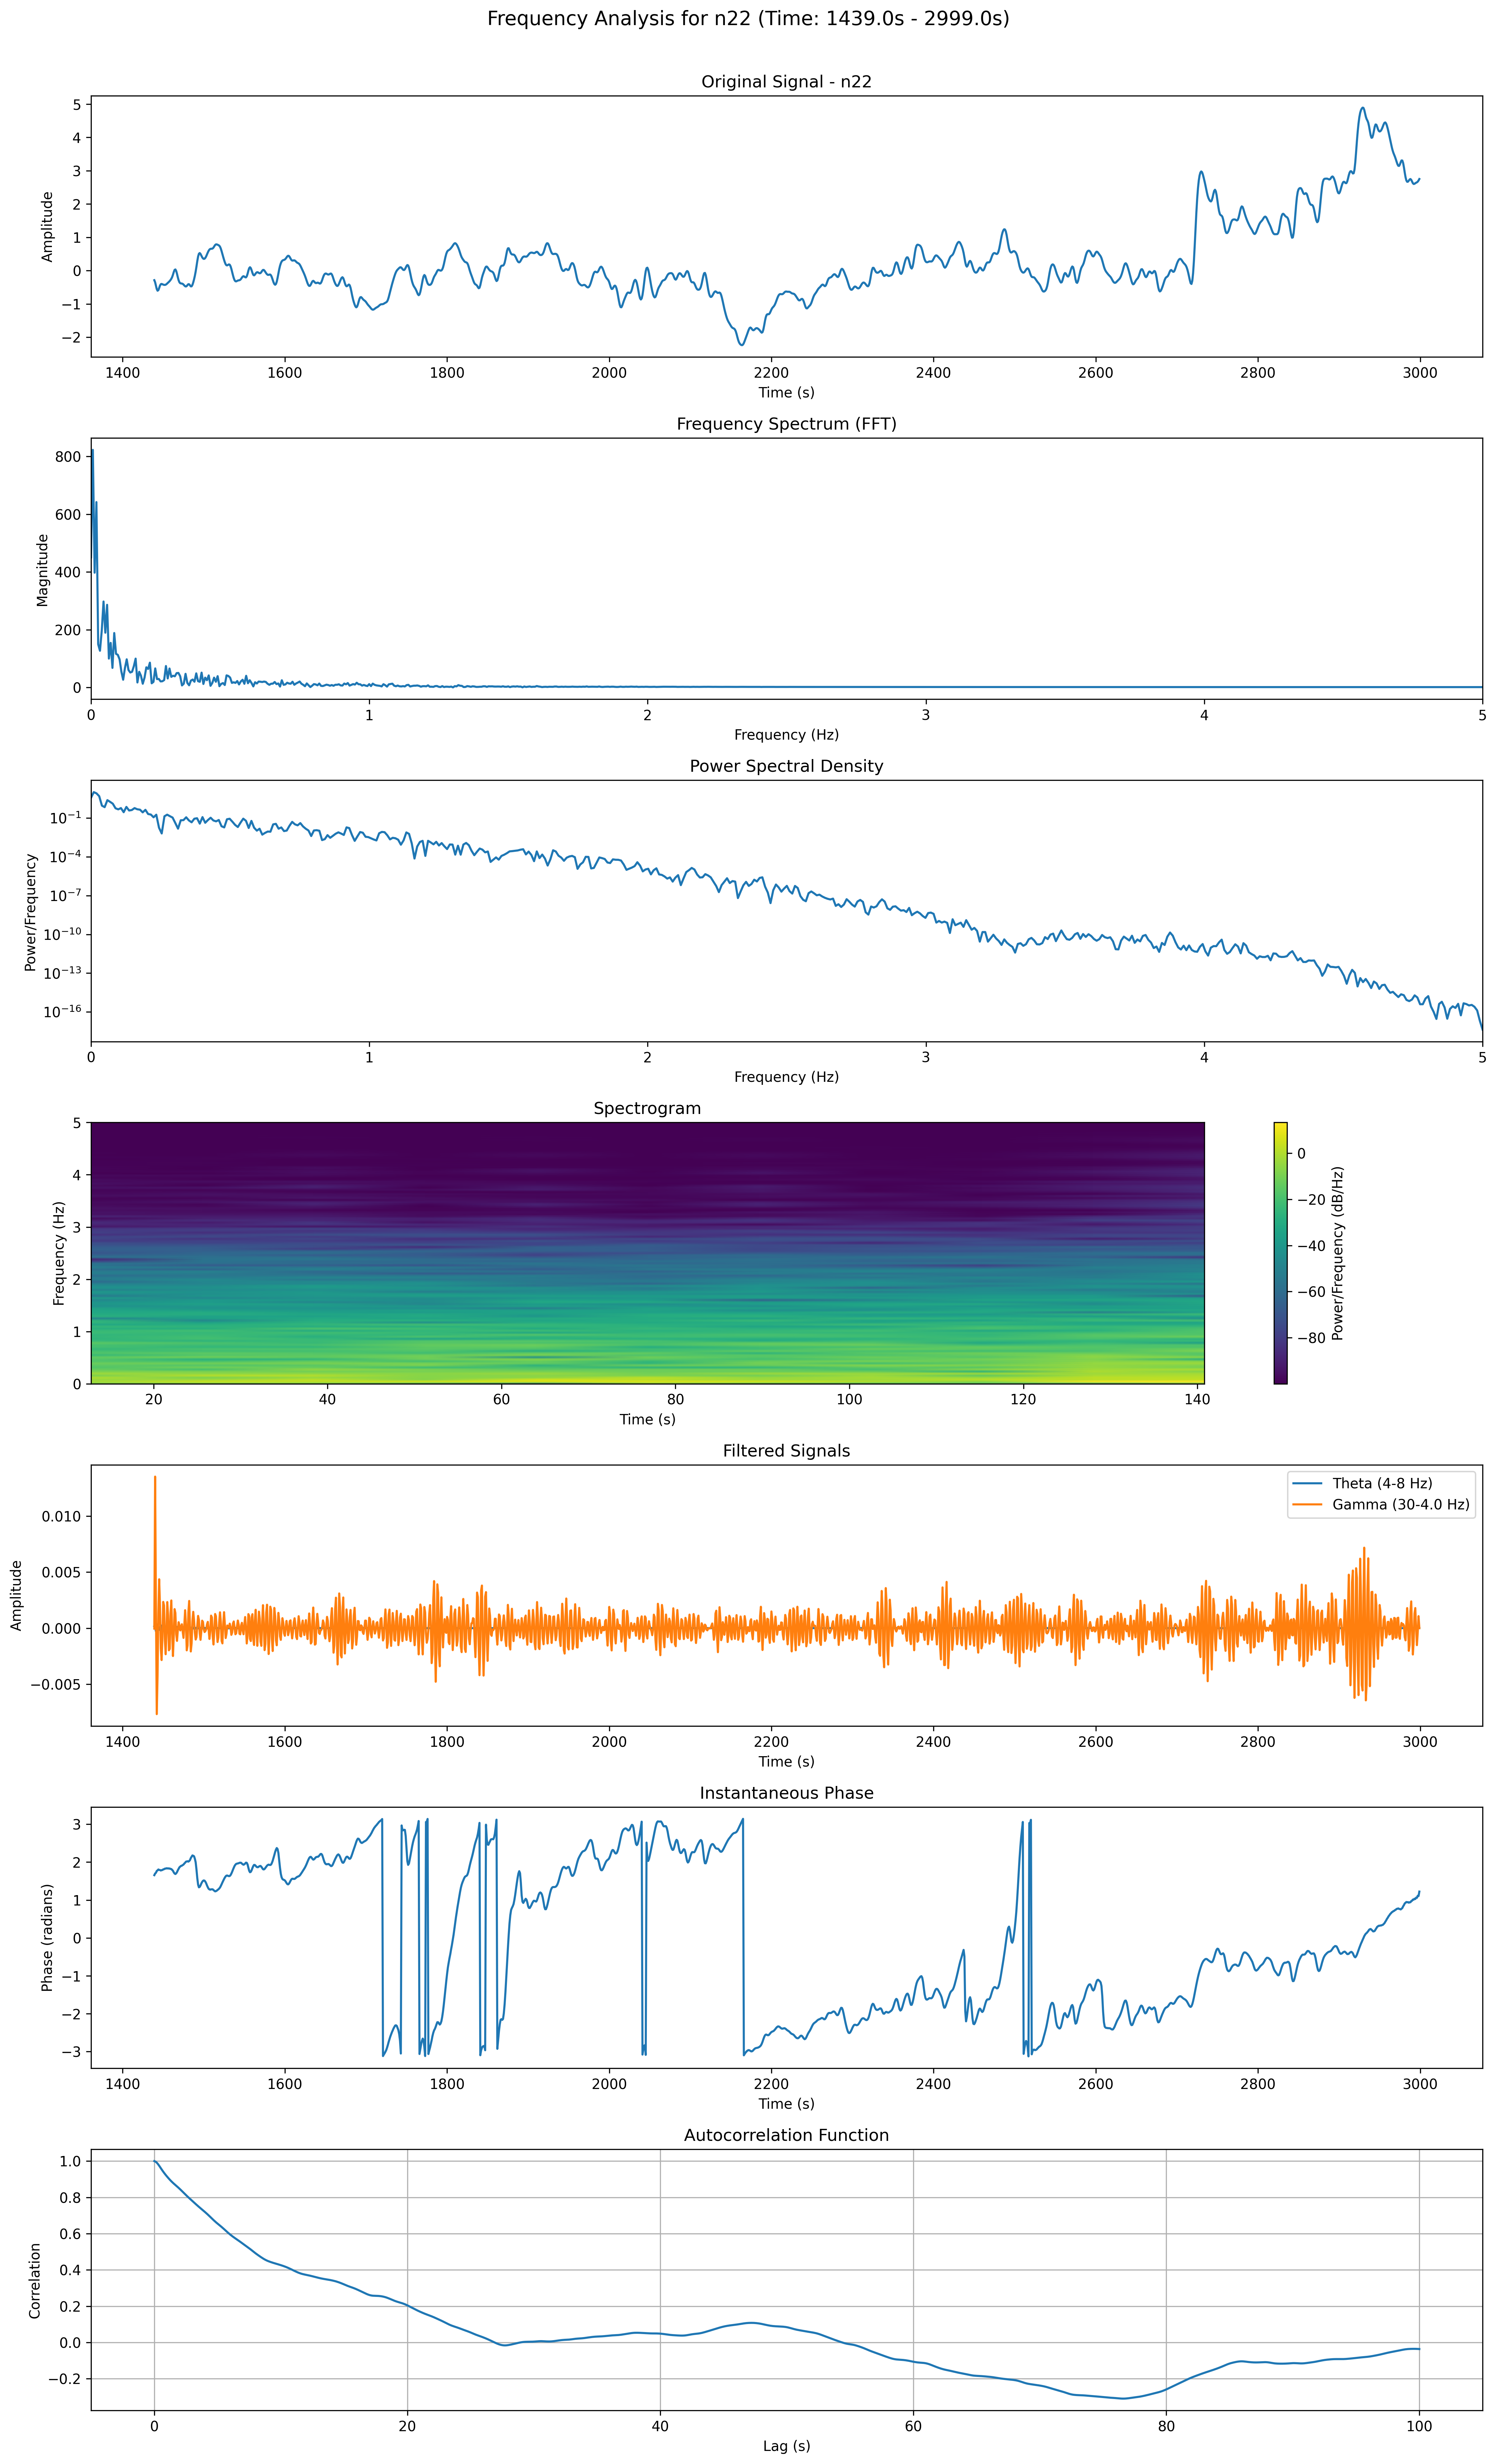 Frequency Analysis for n22 (Time: 1439.0s - 2999.0s)
Original Signal - n22
5
4
3
2
1
0
−1
−2
Amplitude
1400 1600 1800 2000 2200 2400 2600 2800 3000
Time (s)
Frequency Spectrum (FFT)
800
600
400
200
0
Magnitude
0 1 2 3 4 5
Frequency (Hz)
Power Spectral Density
10⁻¹
10⁻⁴
10⁻⁷
10⁻¹⁰
10⁻¹³
10⁻¹⁶
Power/Frequency
0 1 2 3 4 5
Frequency (Hz)
Spectrogram
5
4
3
2
1
0
Frequency (Hz)
20 40 60 80 100 120 140
Time (s)
0
−20
−40
−60
−80
Power/Frequency (dB/Hz)
Filtered Signals
Theta (4-8 Hz)
Gamma (30-4.0 Hz)
0.010
0.005
0.000
−0.005
Amplitude
1400 1600 1800 2000 2200 2400 2600 2800 3000
Time (s)
Instantaneous Phase
3
2
1
0
−1
−2
−3
Phase (radians)
1400 1600 1800 2000 2200 2400 2600 2800 3000
Time (s)
Autocorrelation Function
1.0
0.8
0.6
0.4
0.2
0.0
−0.2
Correlation
0 20 40 60 80 100
Lag (s)